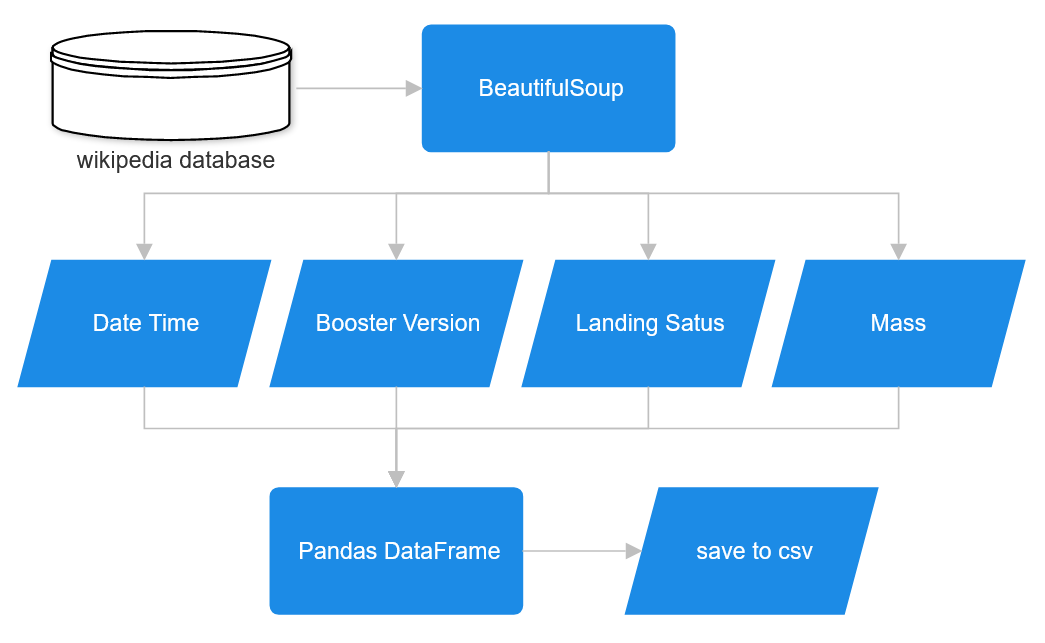 BeautifulSoup
wikipedia database
Date Time
Booster Version
Landing Satus
Mass
Pandas DataFrame
save to csv